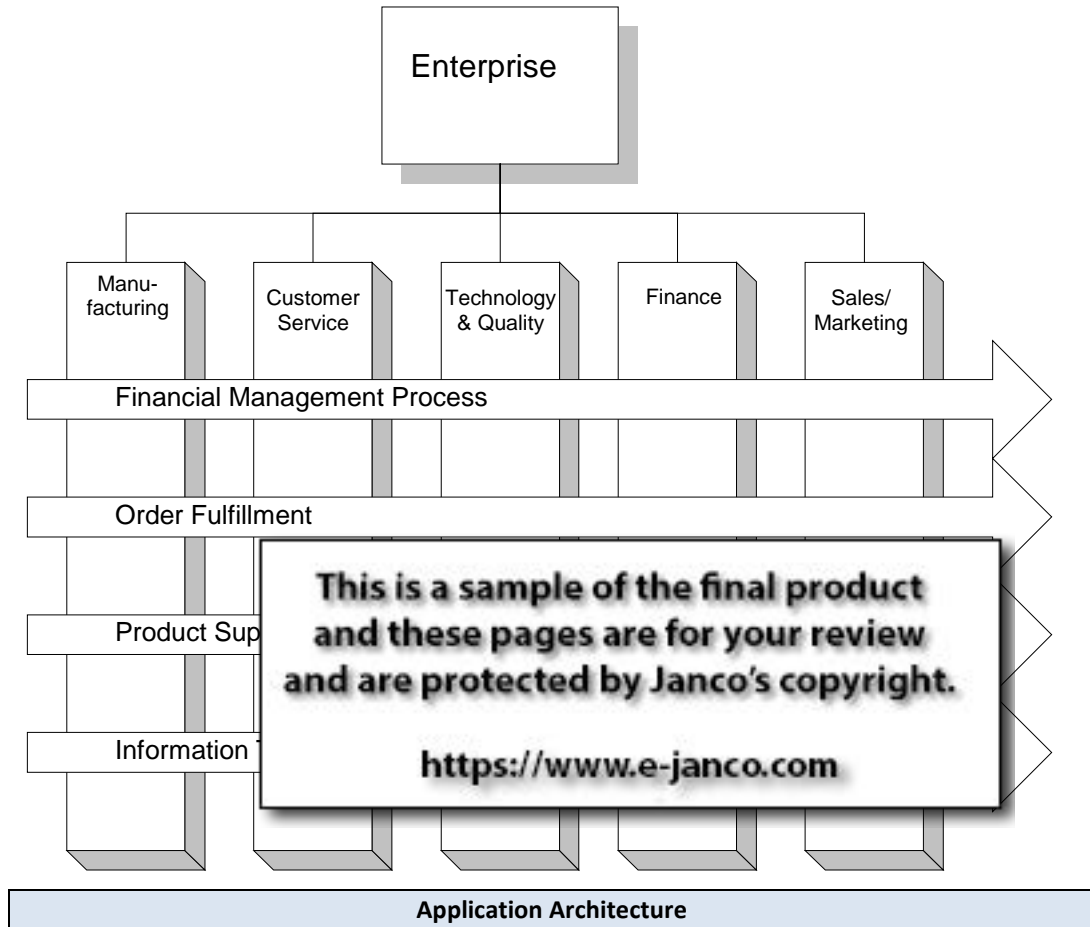 Enterprise
Manu-
facturing
Customer
Service
Technology
& Quality
Finance
Sales/
Marketing
Financial Management Process
Order Fulfillment
Product Sup
Information
This is a sample of the final product
and these pages are for your review
and are protected by Janco's copyright.
https://www.e-janco.com
Application Architecture